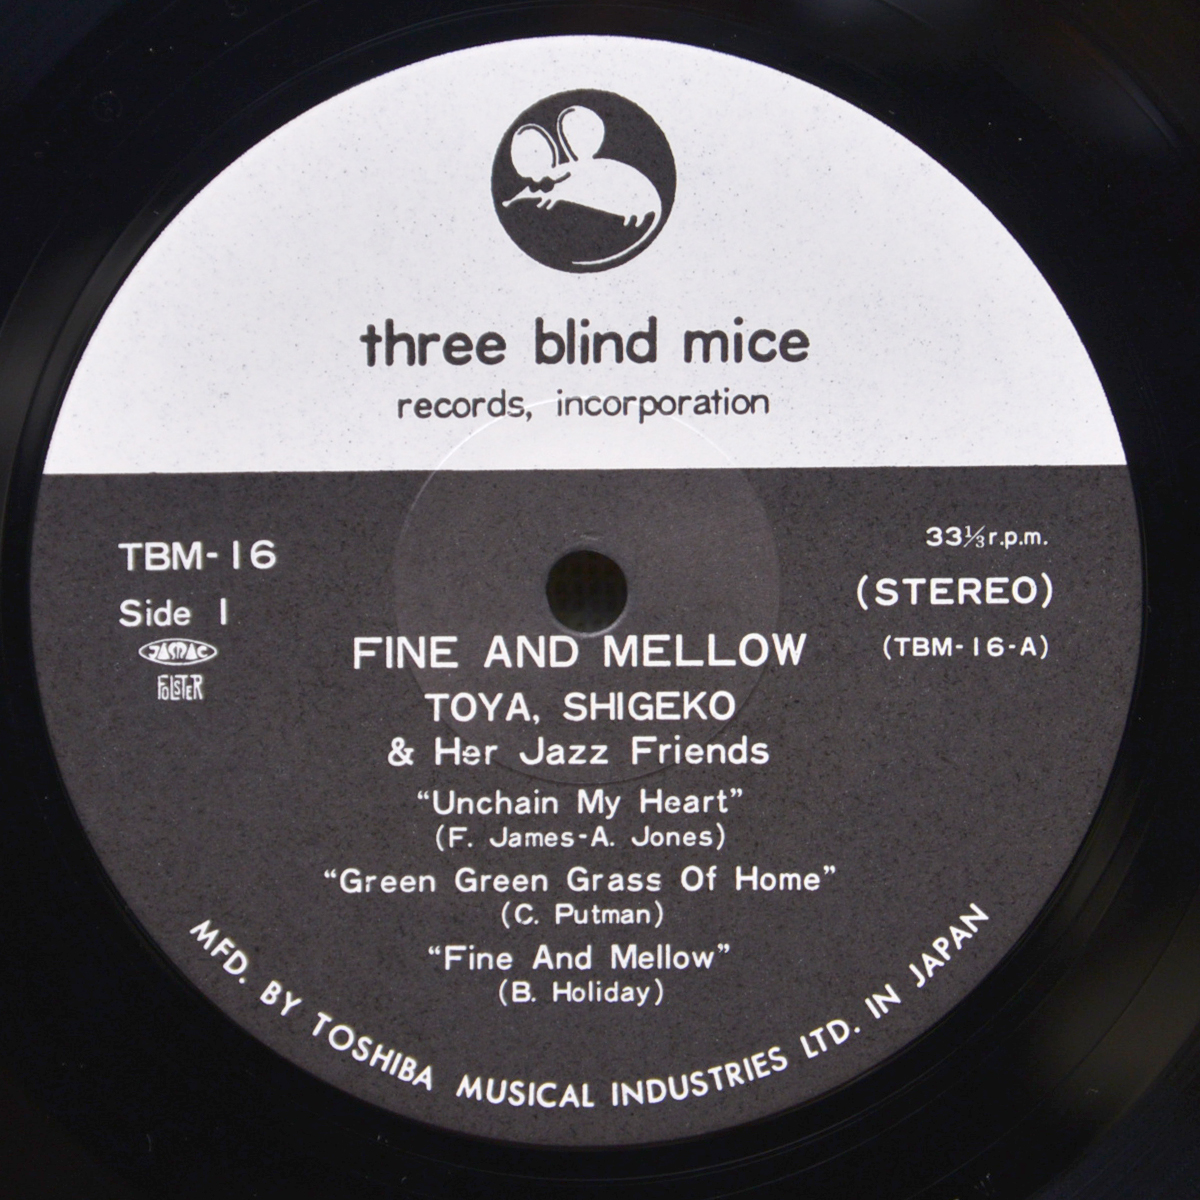 three blind mice
records, incorporation
TBM-16
Side 1
JASRAC
FOLSTER
33⅓ r.p.m.
(STEREO)
(TBM-16-A)
FINE AND MELLOW
TOYA, SHIGEKO
& Her Jazz Friends
“Unchain My Heart”
(F. James-A. Jones)
“Green Green Grass Of Home”
(C. Putman)
“Fine And Mellow”
(B. Holiday)
MFD. BY TOSHIBA MUSICAL INDUSTRIES LTD. IN JAPAN